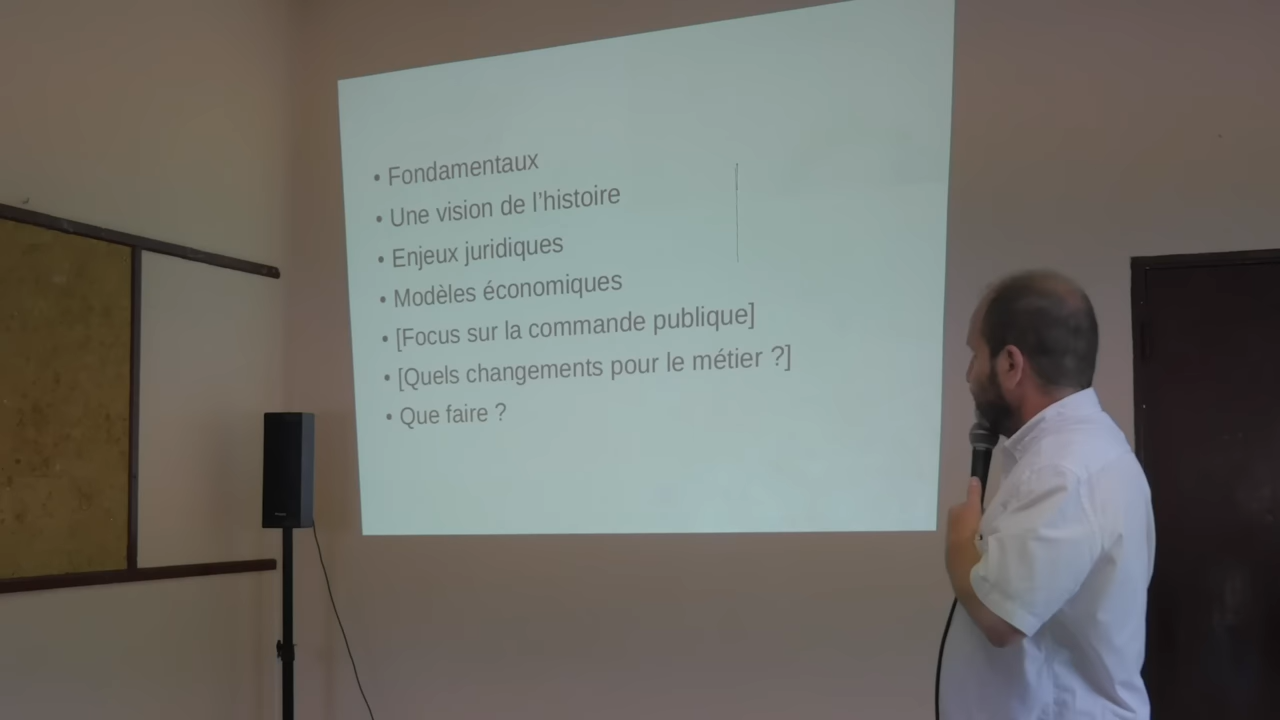 • Fondamentaux
• Une vision de l’histoire
• Enjeux juridiques
• Modèles économiques
• [Focus sur la commande publique]
• [Quels changements pour le métier ?]
• Que faire ?